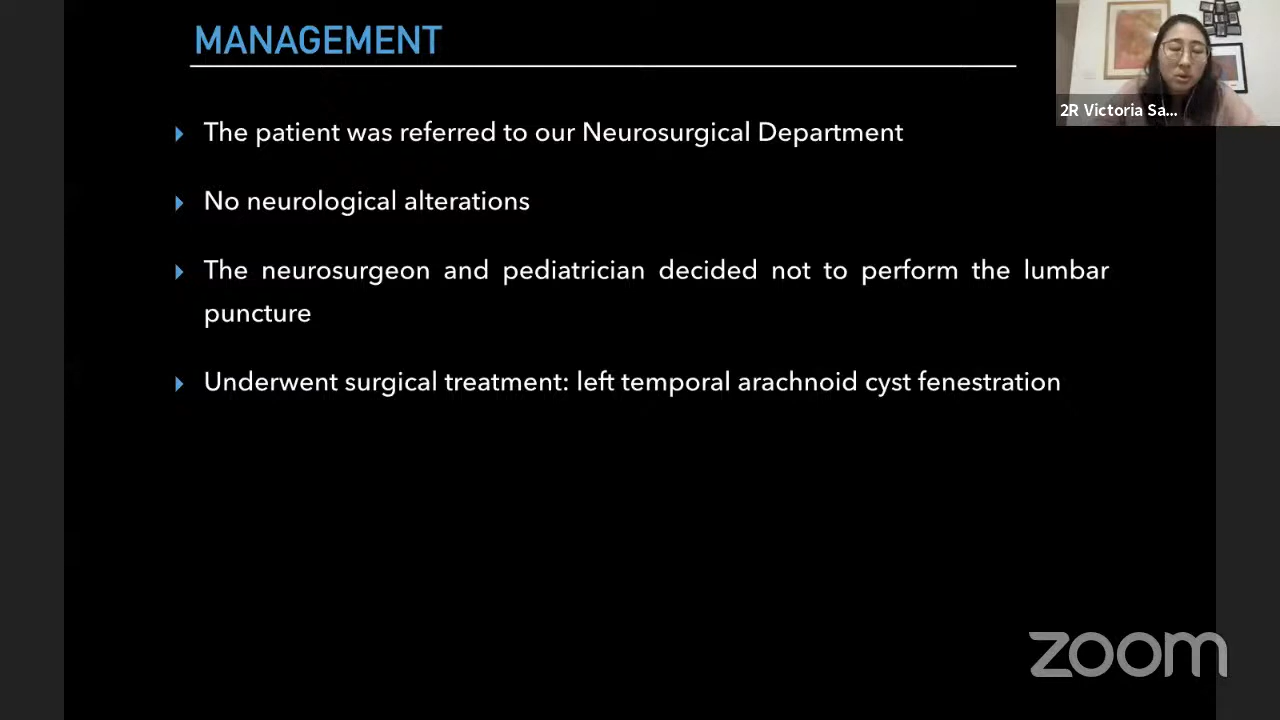 MANAGEMENT
2R Victoria Sa...
The patient was referred to our Neurosurgical Department
No neurological alterations
The neurosurgeon and pediatrician decided not to perform the lumbar
puncture
Underwent surgical treatment: left temporal arachnoid cyst fenestration
zoom